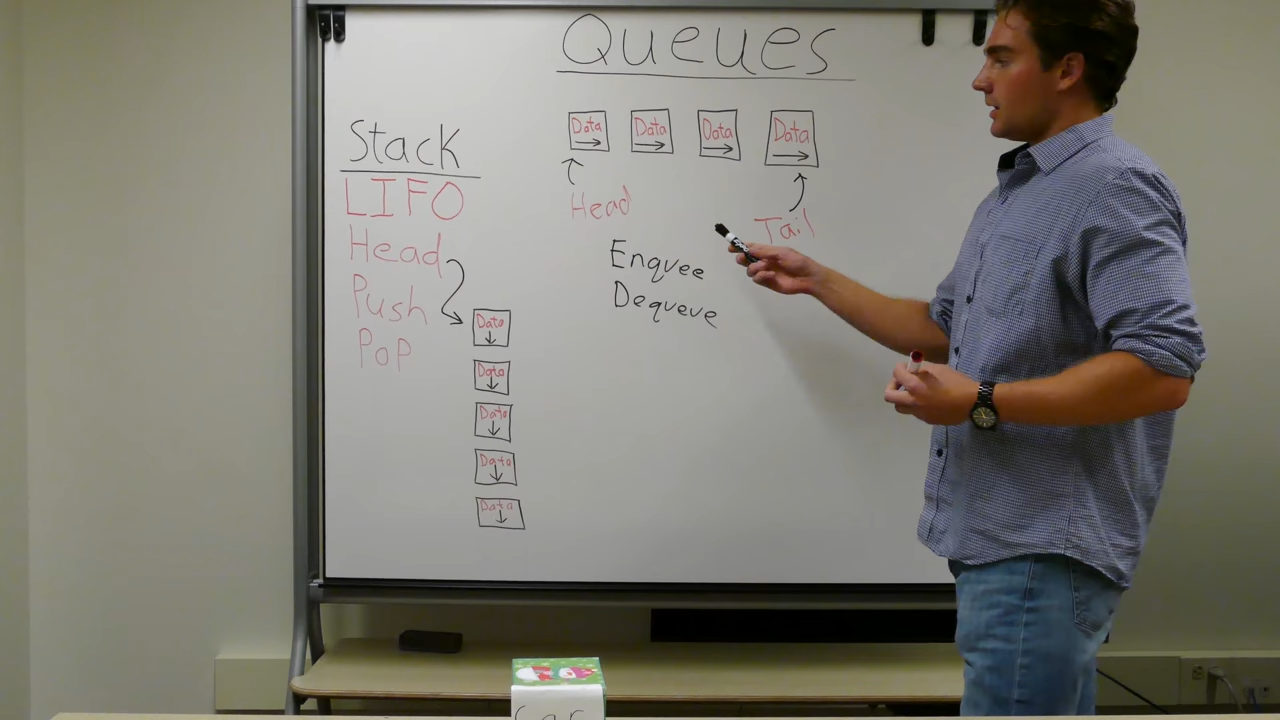 Queues
Stack
LIFO
Head
Push
Pop
Data
Data
Data
Data
Data
Data Data Data Data
Head
Tail
Enquee
Dequeue